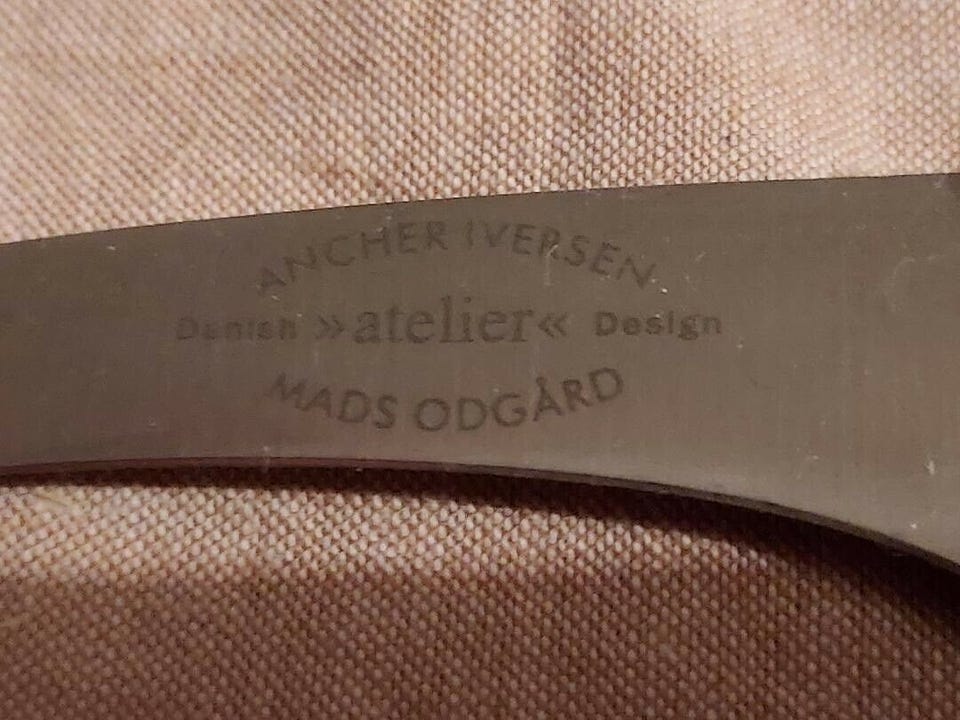 ANCHER IVERSEN
Danish »atelier« Design
MADS ODGÅRD